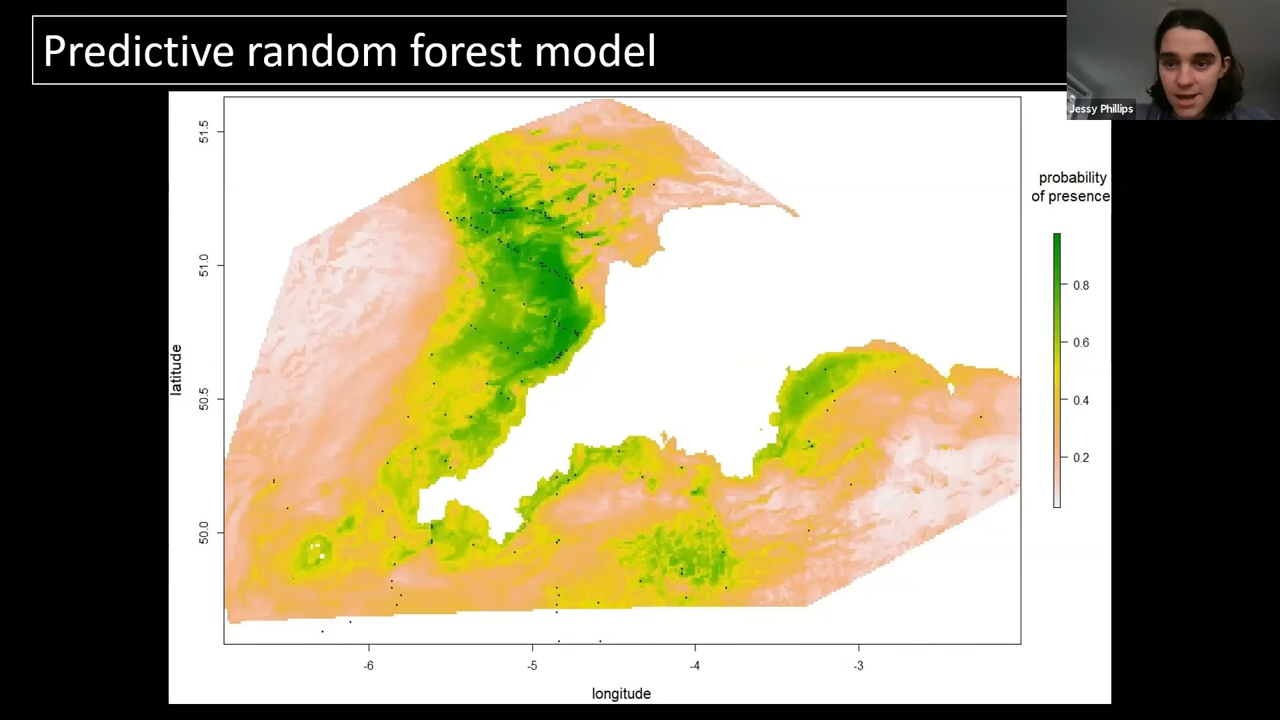 Predictive random forest model
Jessy Phillips
probability
of presence
0.8
0.6
0.4
0.2
51.5
51.0
50.5
50.0
latitude
-6
-5
-4
-3
longitude